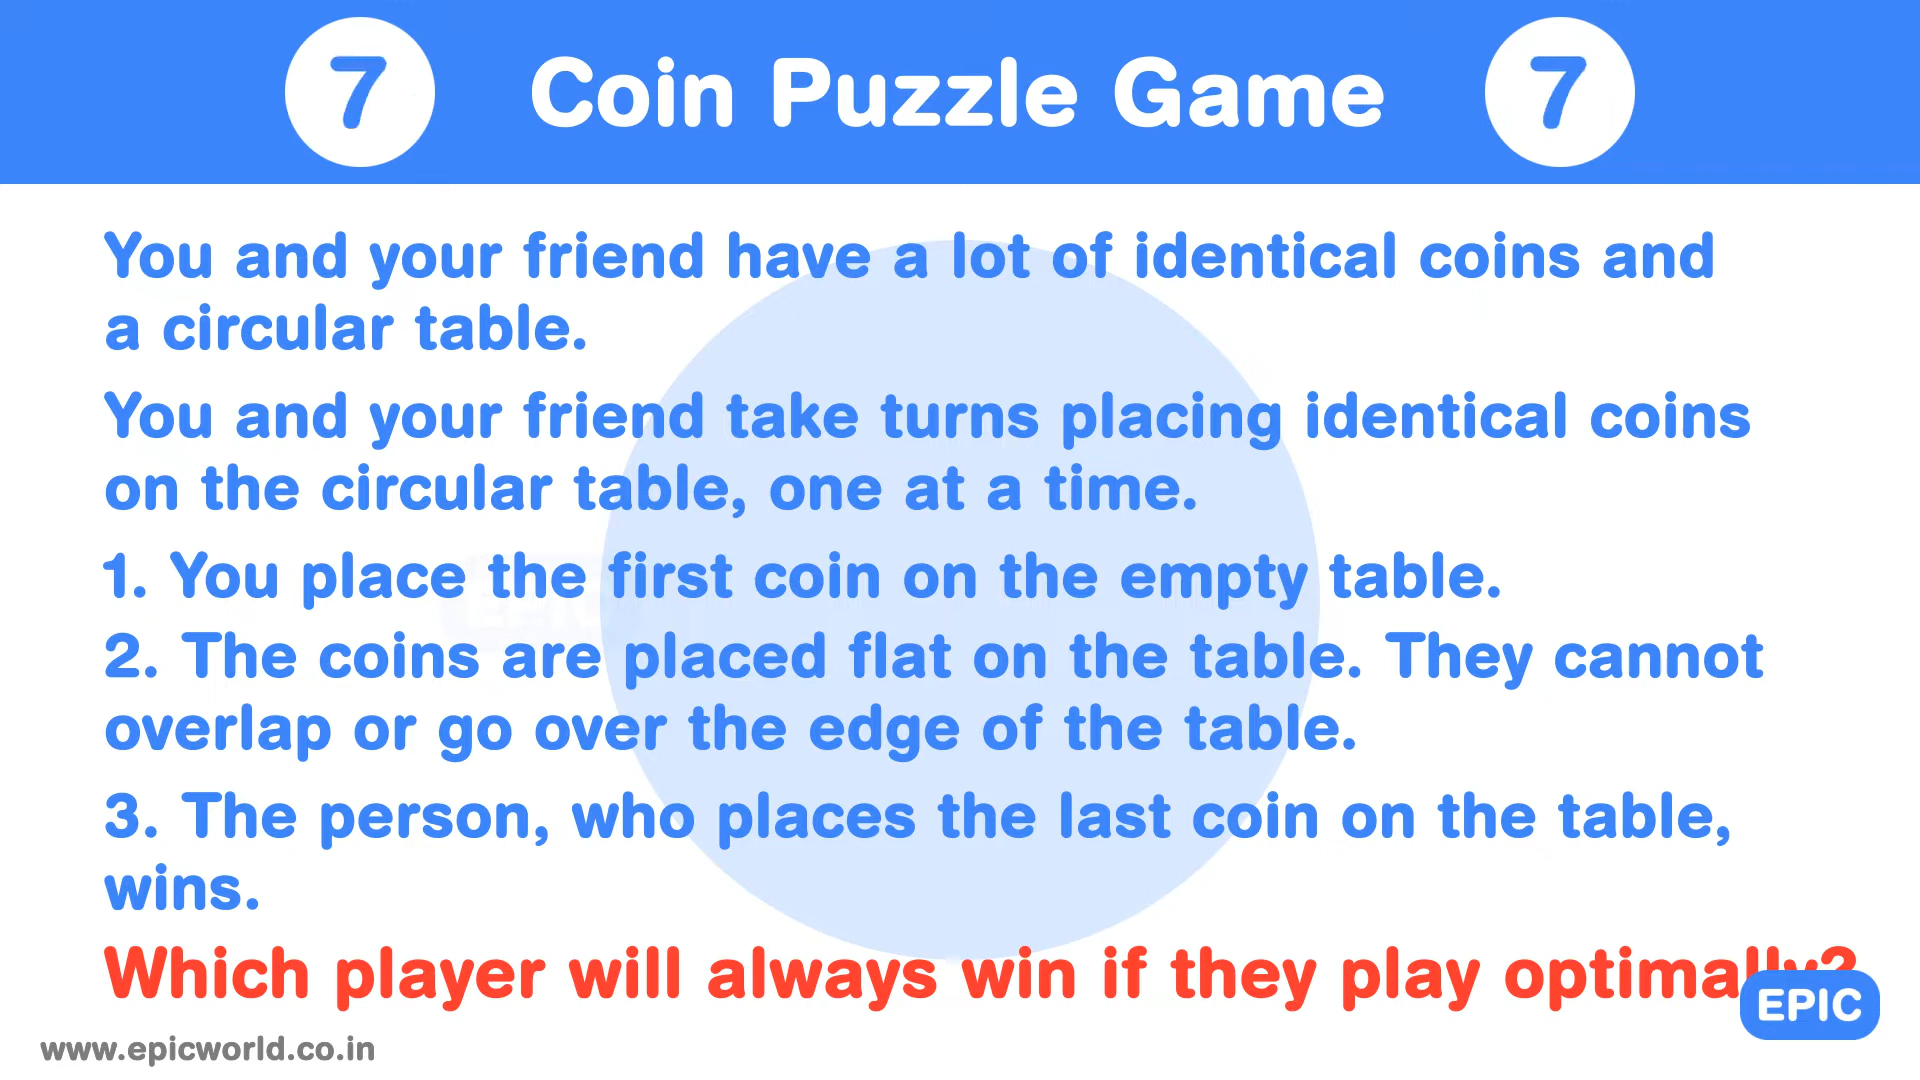 7 Coin Puzzle Game 7
You and your friend have a lot of identical coins and
a circular table.
You and your friend take turns placing identical coins
on the circular table, one at a time.
1. You place the first coin on the empty table.
2. The coins are placed flat on the table. They cannot
overlap or go over the edge of the table.
3. The person, who places the last coin on the table,
wins.
Which player will always win if they play optimally?
EPIC
www.epicworld.co.in